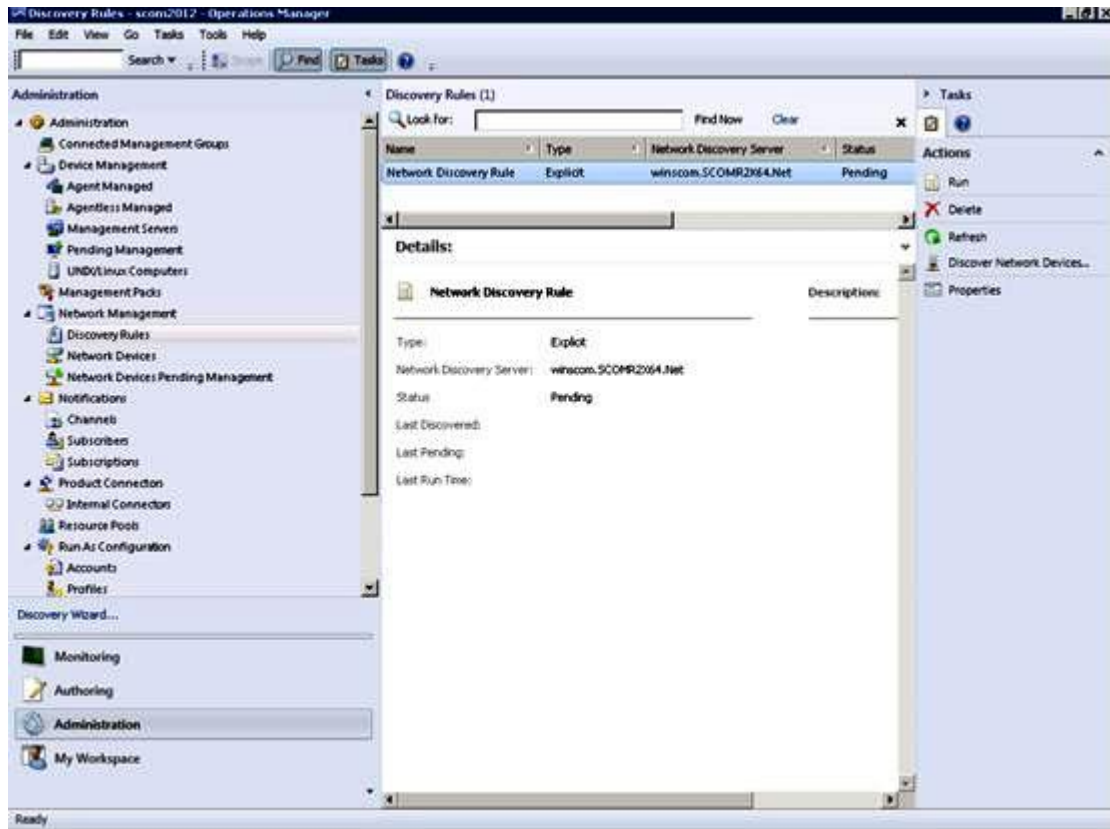 Discovery Rules - scom2012 - Operations Manager
File Edit View Go Tasks Tools Help
Search Scope Find Tasks
Administration
Administration
Connected Management Groups
Device Management
Agent Managed
Agentless Managed
Management Servers
Pending Management
UNIX/Linux Computers
Management Packs
Network Management
Discovery Rules
Network Devices
Network Devices Pending Management
Notifications
Channels
Subscribers
Subscriptions
Product Connectors
Internal Connectors
Resource Pools
Run As Configuration
Accounts
Profiles
Discovery Wizard...
Monitoring
Authoring
Administration
My Workspace
Discovery Rules (1)
Look for: Find Now Clear
Name Type Network Discovery Server Status
Network Discovery Rule Explicit winscom.SCOMR2X64.Net Pending
Details:
Network Discovery Rule Description:
Type: Explicit
Network Discovery Server: winscom.SCOMR2X64.Net
Status Pending
Last Discovered:
Last Pending:
Last Run Time:
Tasks
Actions
Run
Delete
Refresh
Discover Network Devices...
Properties
Ready